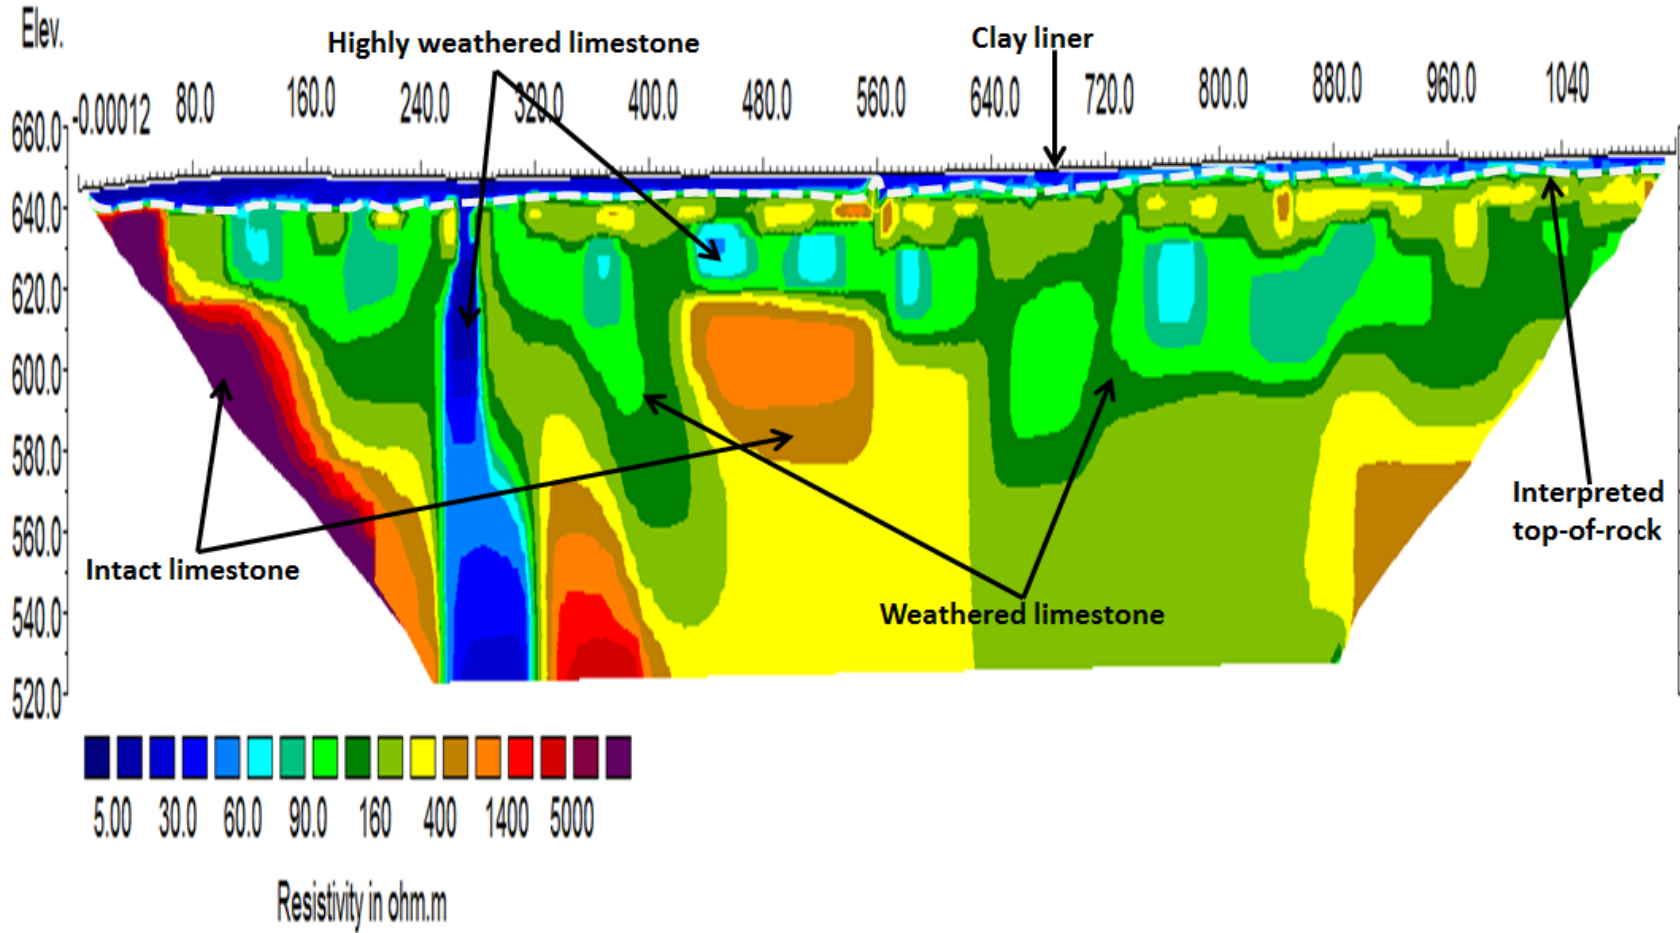 Elev.
Highly weathered limestone
Clay liner
-0.00012 80.0 160.0 240.0 320.0 400.0 480.0 560.0 640.0 720.0 800.0 880.0 960.0 1040
660.0
640.0
620.0
600.0
580.0
560.0
540.0
520.0
Intact limestone
Weathered limestone
Interpreted
top-of-rock
5.00 30.0 60.0 90.0 160 400 1400 5000
Resistivity in ohm.m